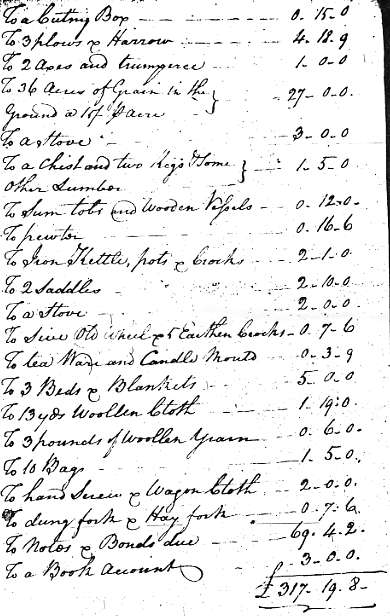 To a Cuting Box 0. 15. 0
To 3 plows & Harrow 4. 18. 9
To 2 Axes and trumperee 1. 0. 0
To 36 Acres of Grain in the
Ground a 15/ ⅌ acre } 27. 0. 0
To a Stove 3. 0. 0
To a Chest and two Keg's & Some
Other Lumber } 1. 5. 0
To Sum tobs and Wooden Vessels 0. 12. 0
To pewter 0. 16. 6
To Iron Kettle, pots & Crocks 2. 1. 0
To 2 Saddles 2. 10. 0
To a Stove 2. 0. 0
To Sive Old Wheel & 5 Earthen Crocks 0. 7. 6
To tea Ware and Candle Mould 0. 3. 9
To 3 Beds & Blankets 5. 0. 0
To 13 yds Woollen Cloth 1. 19. 0
To 3 pounds of Woollen Yarn 0. 6. 0
To 10 Bags 1. 5. 0
To hand Screw & Wagon Cloth 2. 0. 0
To dung fork & Hay fork 0. 7. 6
To Notes & Bonds due 69. 4. 2
To a Book Account 3. 0. 0
£ 317. 19. 8